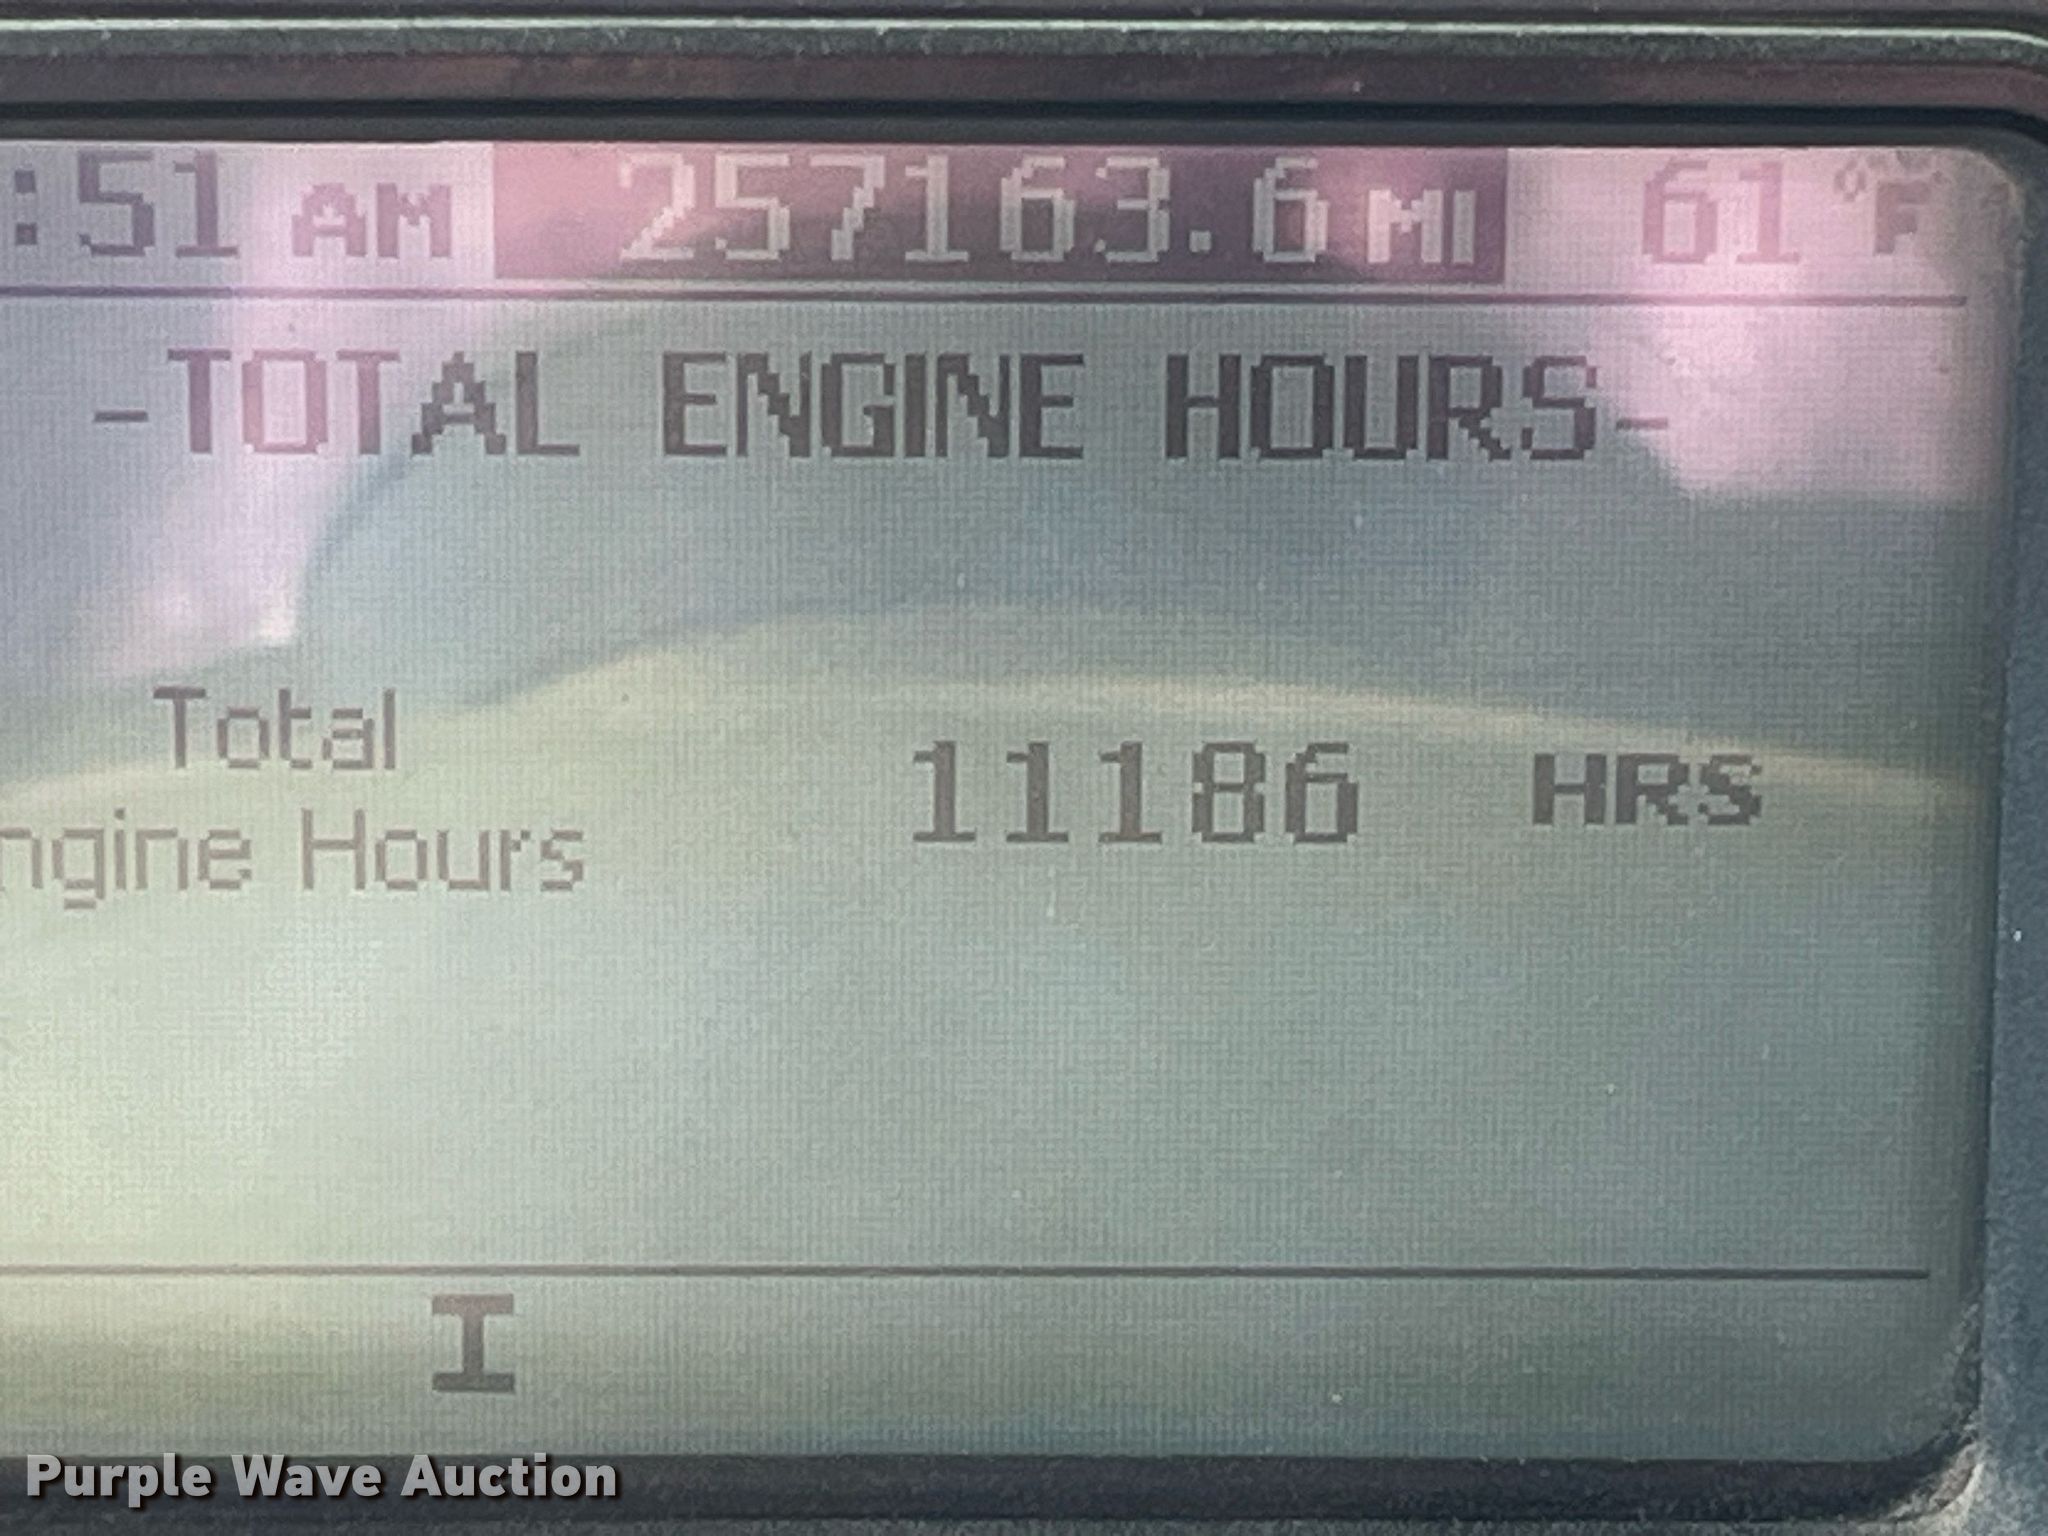 :51 AM 257163.6 MI 61 °F
-TOTAL ENGINE HOURS-
Total
ngine Hours
11186 HRS
I
Purple Wave Auction